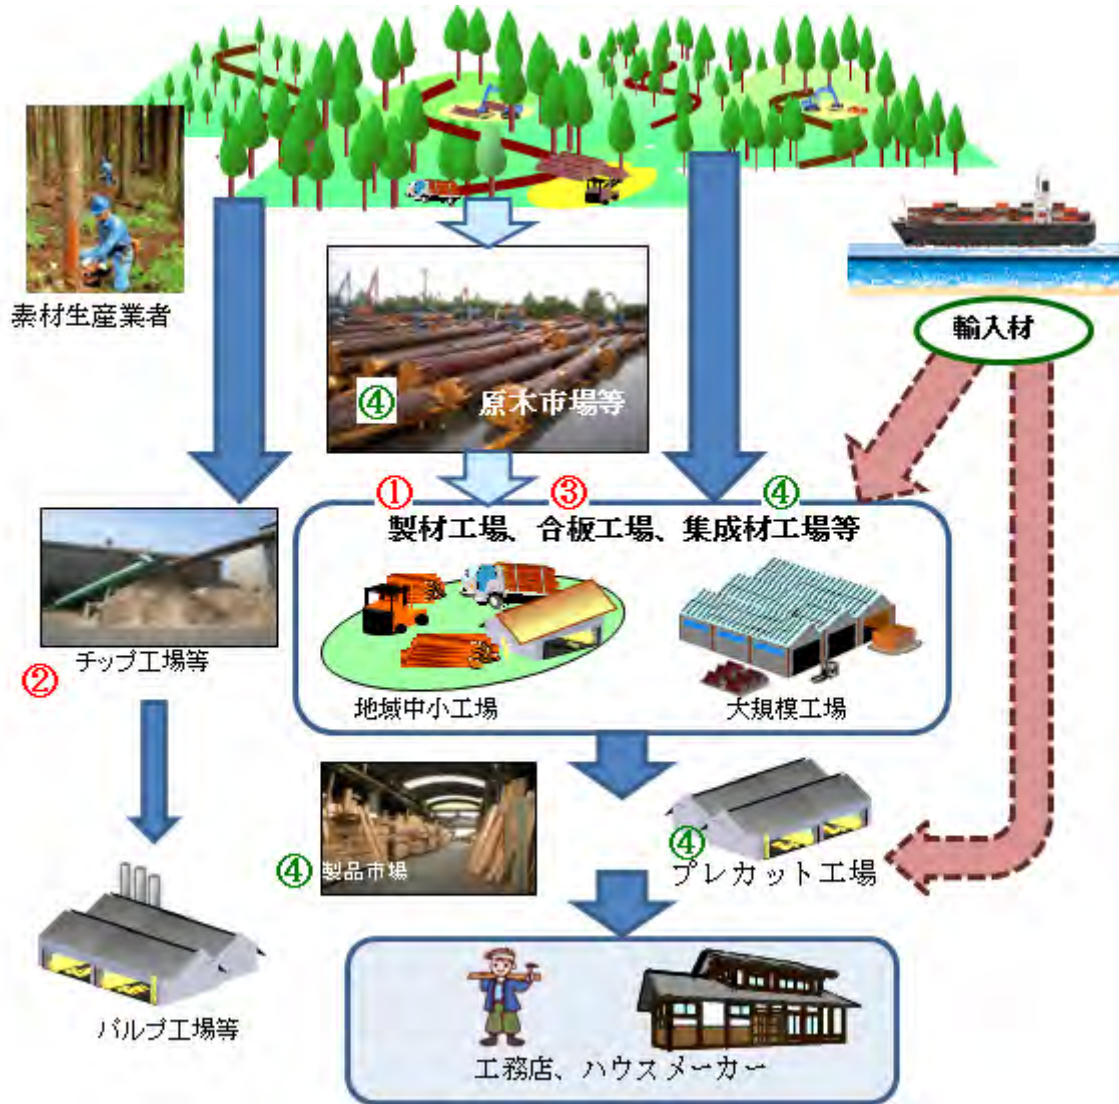 素材生産業者
輸入材
④
原木市場等
①
③
④
製材工場、合板工場、集成材工場等
チップ工場等
②
地域中小工場
大規模工場
④
製品市場
④
プレカット工場
パルプ工場等
工務店、ハウスメーカー